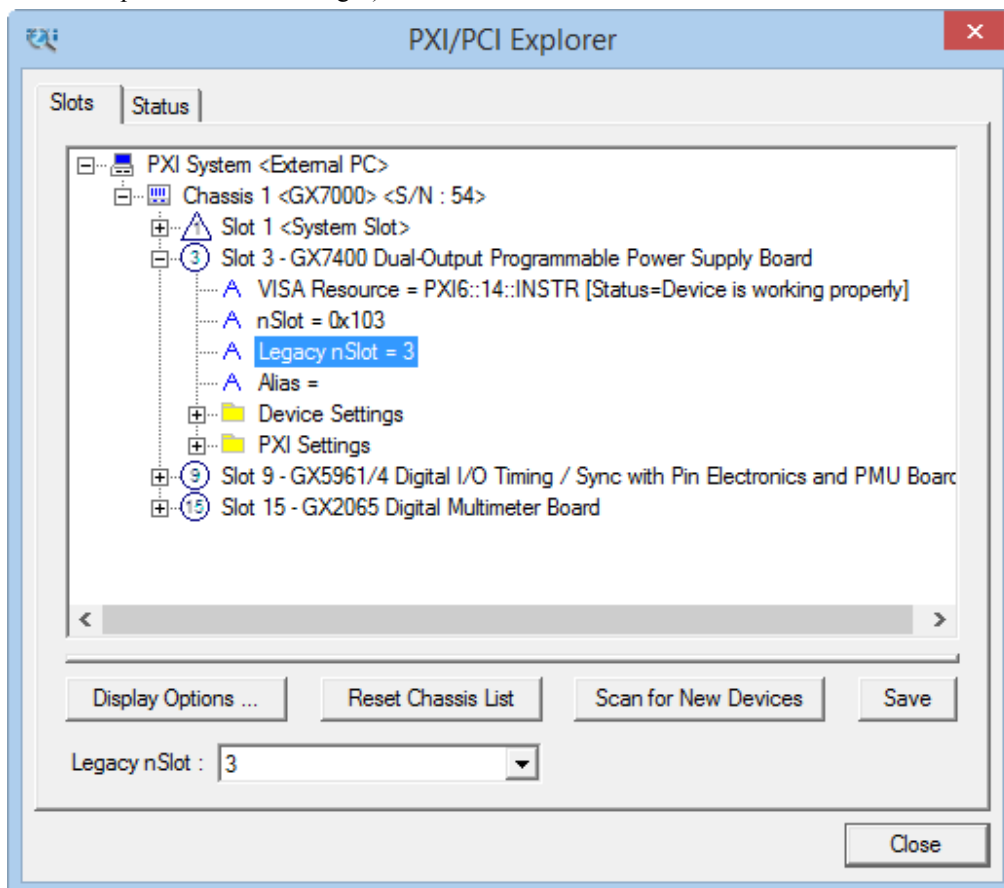 PXI/PCI Explorer
Slots
Status
PXI System <External PC>
Chassis 1 <GX7000> <S/N : 54>
1 Slot 1 <System Slot>
3 Slot 3 - GX7400 Dual-Output Programmable Power Supply Board
VISA Resource = PXI6::14::INSTR [Status=Device is working properly]
nSlot = 0x103
Legacy nSlot = 3
Alias =
Device Settings
PXI Settings
9 Slot 9 - GX5961/4 Digital I/O Timing / Sync with Pin Electronics and PMU Boarc
15 Slot 15 - GX2065 Digital Multimeter Board
Display Options ...
Reset Chassis List
Scan for New Devices
Save
Legacy nSlot : 3
Close